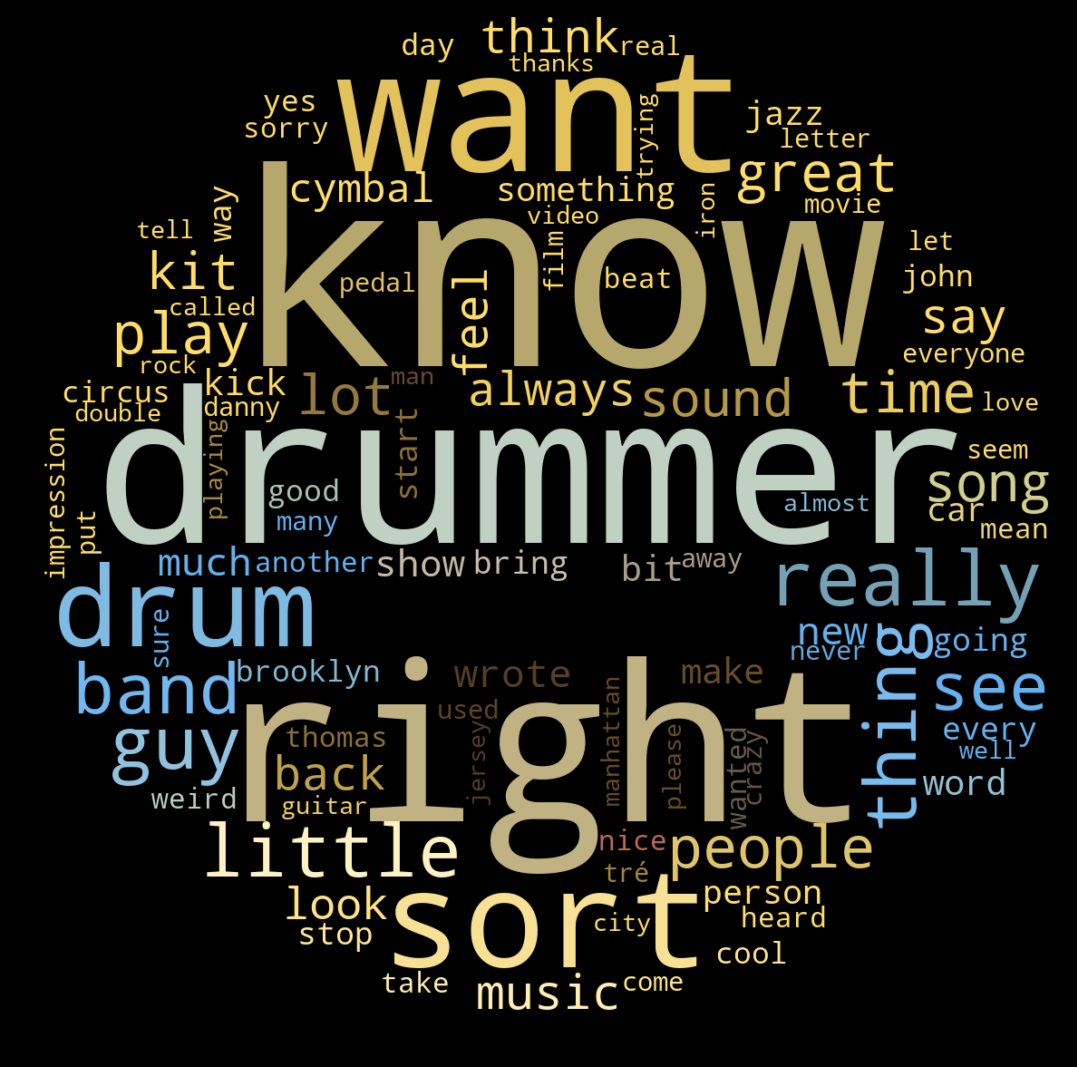 think
real
day
thanks
want
yes
trying
jazz
sorry
letter
great
cymbal
something
iron
movie
way
video
tell
know
film
let
kit
pedal
feel
beat
john
called
say
play
rock
man
everyone
circus
kick
lot
always
sound
time
love
double
danny
drummer
start
playing
impression
seem
good
song
put
many
almost
car
mean
much
another
show
bring
bit
away
really
drum
sure
new
thing
going
never
band
brooklyn
right
wrote
make
see
used
jerseyd
manhattan
please
wanted
crazy
every
guy
thomas
well
back
word
weird
guitar
little
nice
people
tré
look
sort
person
stop
city
heard
cool
take
music
come